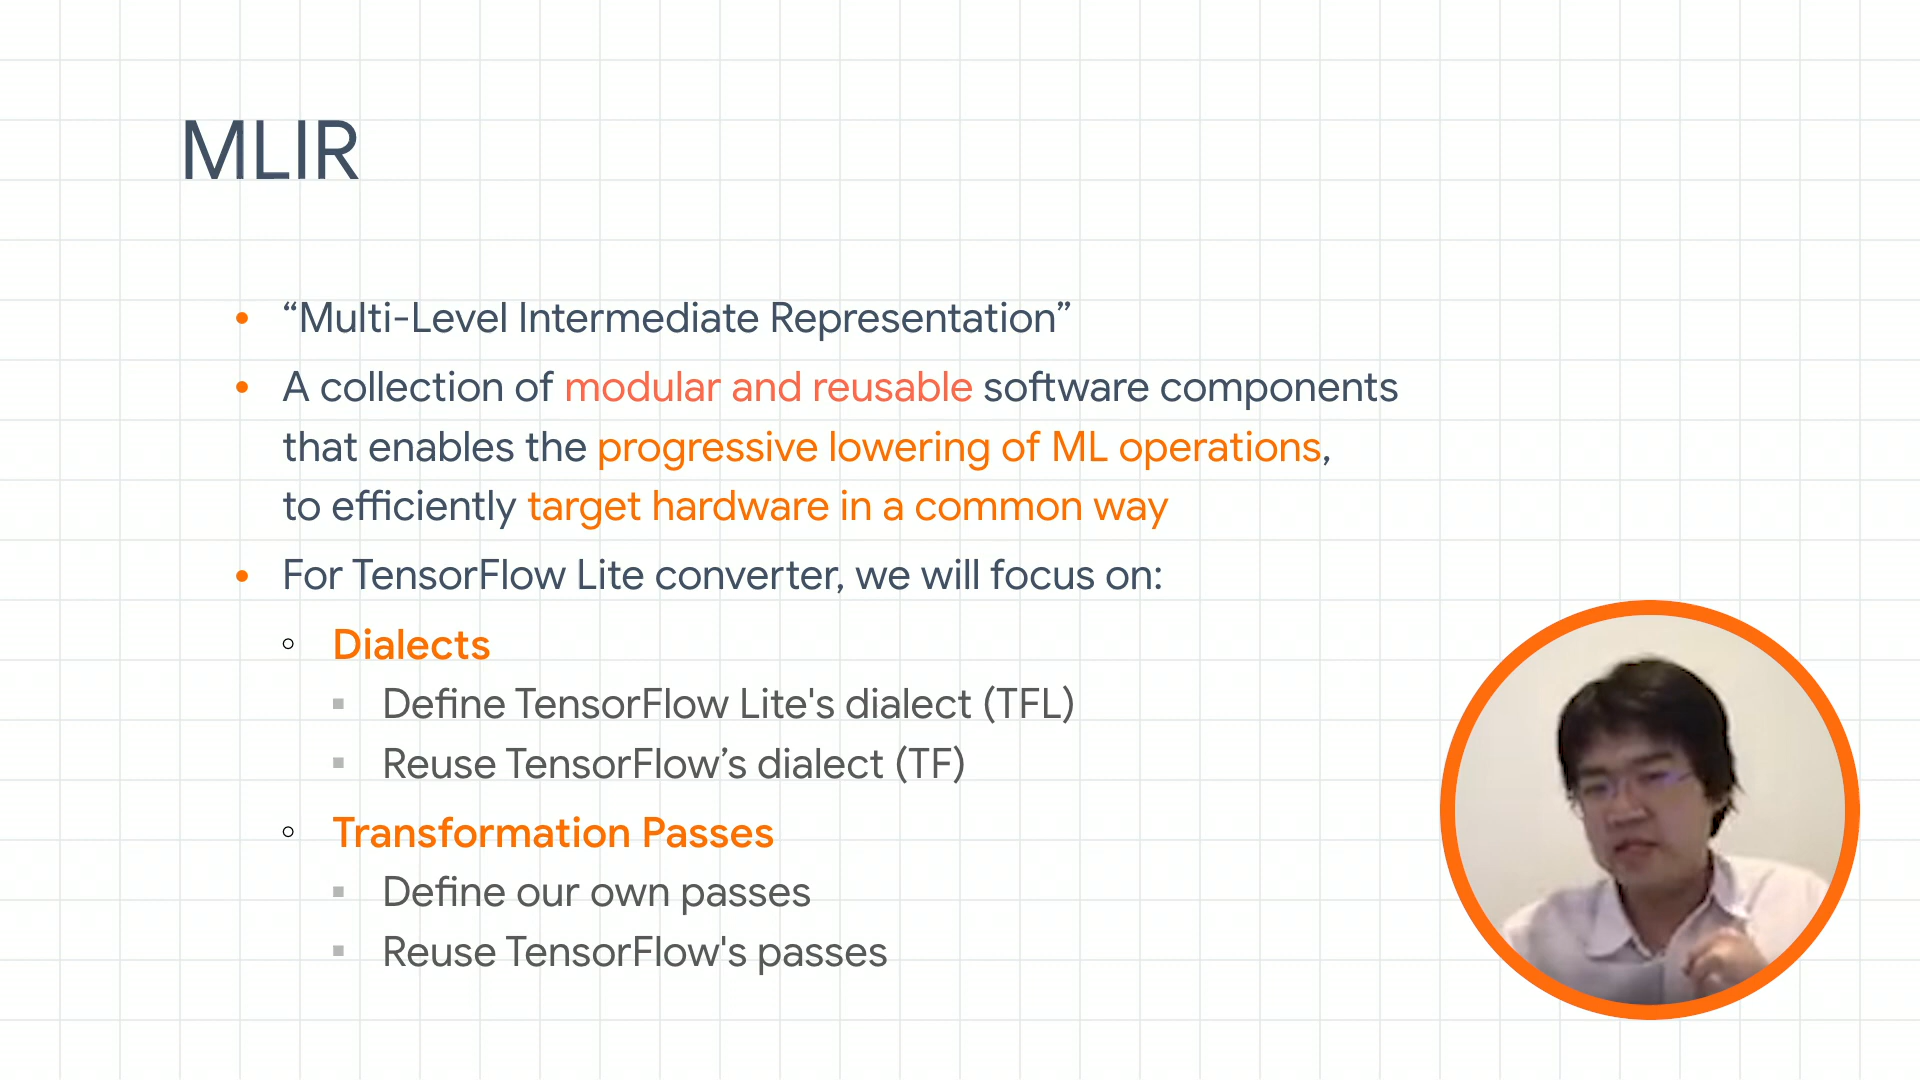 MLIR
“Multi-Level Intermediate Representation”
A collection of modular and reusable software components
that enables the progressive lowering of ML operations,
to efficiently target hardware in a common way
For TensorFlow Lite converter, we will focus on:
Dialects
Define TensorFlow Lite's dialect (TFL)
Reuse TensorFlow’s dialect (TF)
Transformation Passes
Define our own passes
Reuse TensorFlow's passes